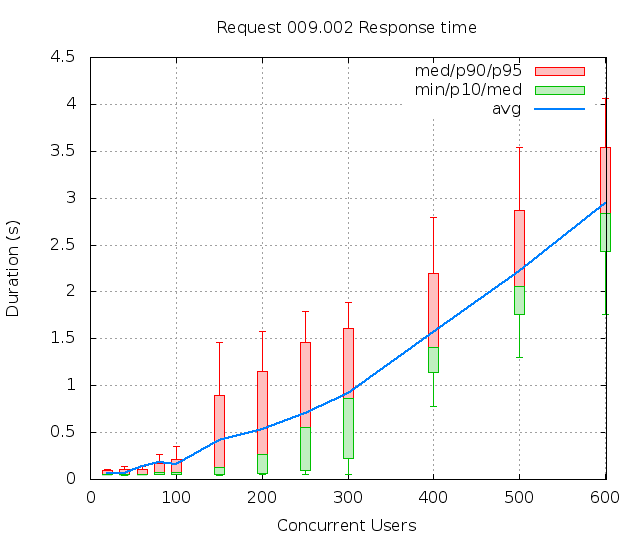 Request 009.002 Response time
4.5
4
3.5
3
2.5
2
1.5
1
0.5
0
Duration (s)
med/p90/p95
min/p10/med
avg
0 100 200 300 400 500 600
Concurrent Users